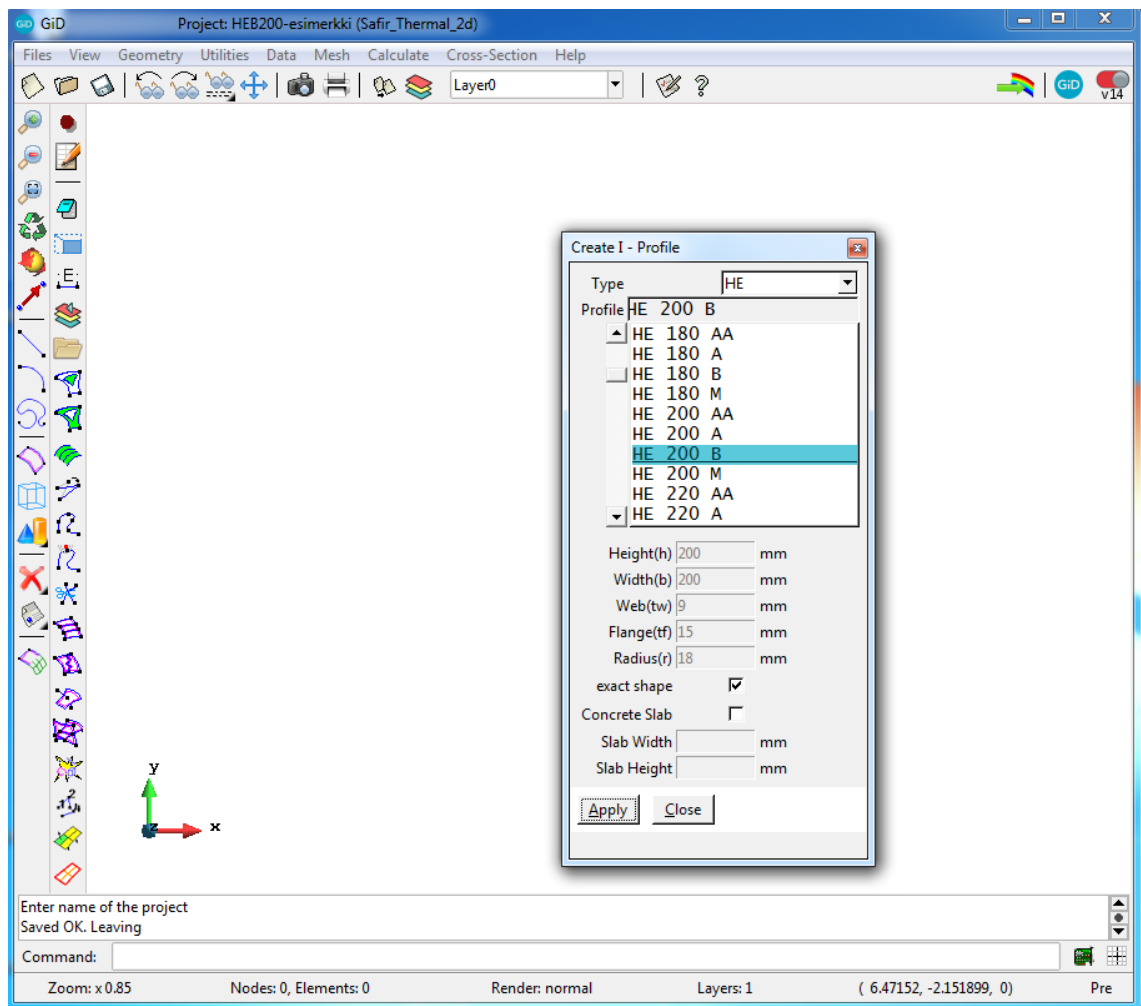 GiD GiD Project: HEB200-esimerkki (Safir_Thermal_2d)
Files View Geometry Utilities Data Mesh Calculate Cross-Section Help
Layer0 ? GiD v14
E
Create I - Profile
Type HE
Profile HE 200 B
HE 180 AA
HE 180 A
HE 180 B
HE 180 M
HE 200 AA
HE 200 A
HE 200 B
HE 200 M
HE 220 AA
HE 220 A
Height(h) 200 mm
Width(b) 200 mm
Web(tw) 9 mm
Flange(tf) 15 mm
Radius(r) 18 mm
exact shape
Concrete Slab
Slab Width mm
Slab Height mm
Apply Close
y
z x
Enter name of the project
Saved OK. Leaving
Command:
Zoom: x 0.85 Nodes: 0, Elements: 0 Render: normal Layers: 1 ( 6.47152, -2.151899, 0) Pre